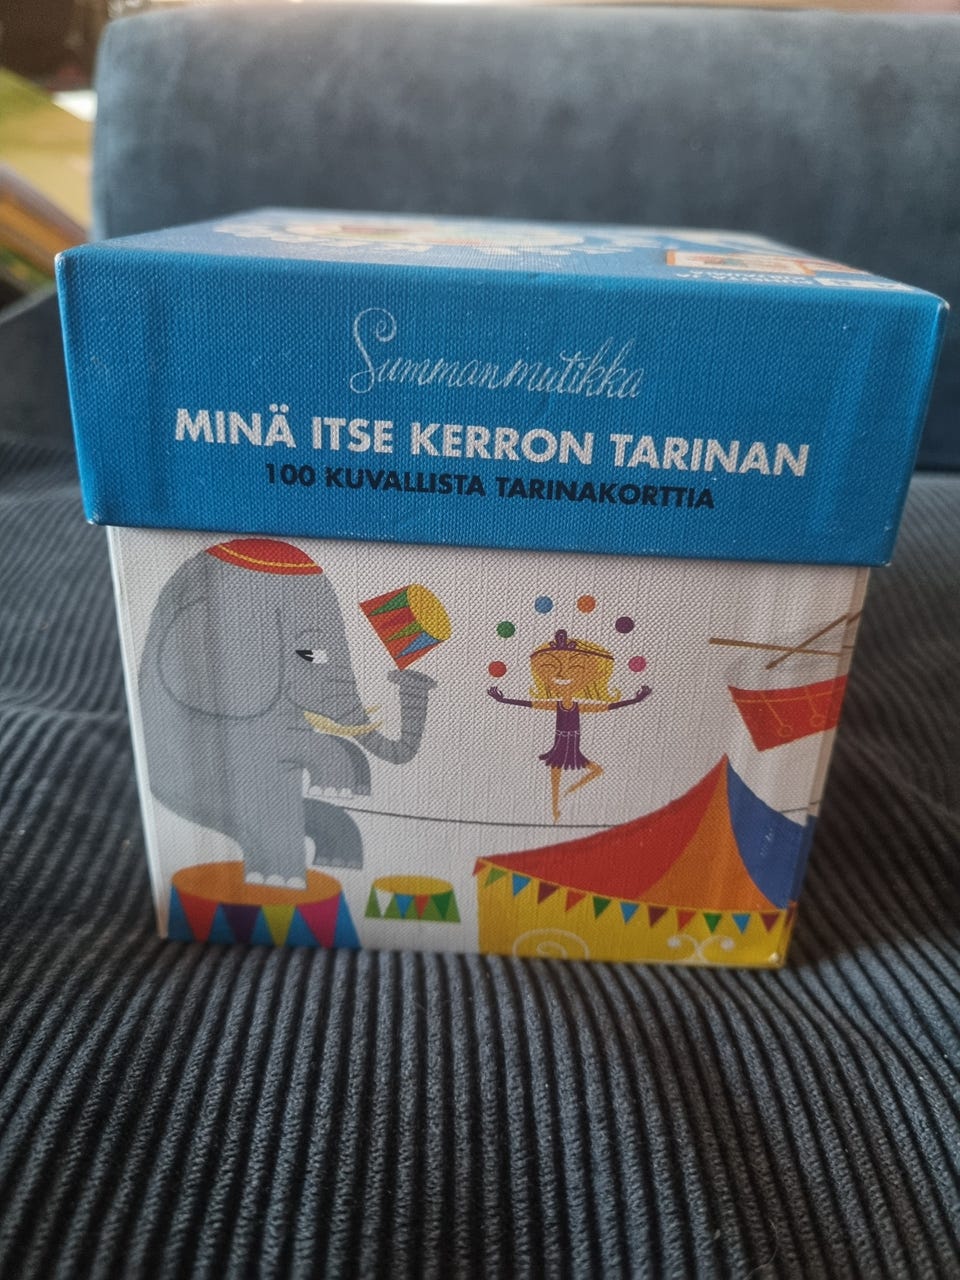 Summanmutikka
MINÄ ITSE KERRON TARINAN
100 KUVALLISTA TARINAKORTTIA